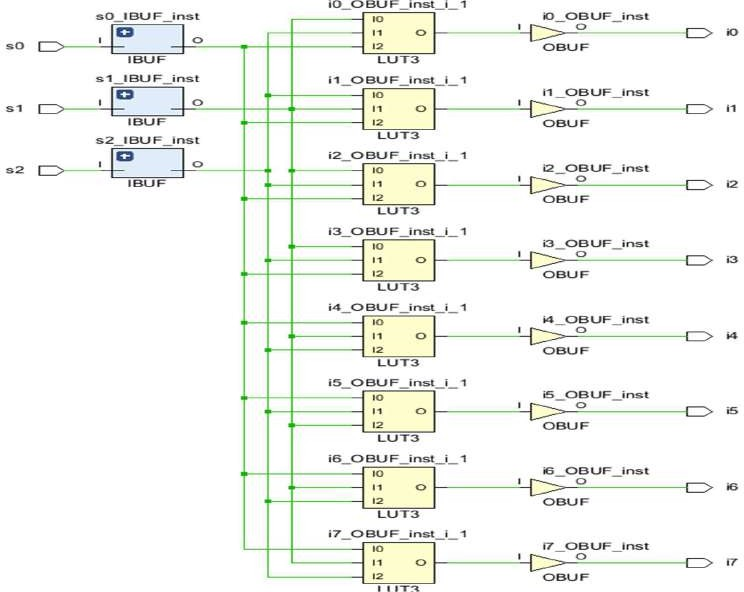 s0
s0_IBUF_inst
I
O
IBUF
s1
s1_IBUF_inst
I
O
IBUF
s2
s2_IBUF_inst
I
O
IBUF
i0_OBUF_inst_i_1
I0
I1
I2
O
LUT3
i0_OBUF_inst
I
O
OBUF
i0
i1_OBUF_inst_i_1
I0
I1
I2
O
LUT3
i1_OBUF_inst
I
O
OBUF
i1
i2_OBUF_inst_i_1
I0
I1
I2
O
LUT3
i2_OBUF_inst
I
O
OBUF
i2
i3_OBUF_inst_i_1
I0
I1
I2
O
LUT3
i3_OBUF_inst
I
O
OBUF
i3
i4_OBUF_inst_i_1
I0
I1
I2
O
LUT3
i4_OBUF_inst
I
O
OBUF
i4
i5_OBUF_inst_i_1
I0
I1
I2
O
LUT3
i5_OBUF_inst
I
O
OBUF
i5
i6_OBUF_inst_i_1
I0
I1
I2
O
LUT3
i6_OBUF_inst
I
O
OBUF
i6
i7_OBUF_inst_i_1
I0
I1
I2
O
LUT3
i7_OBUF_inst
I
O
OBUF
i7